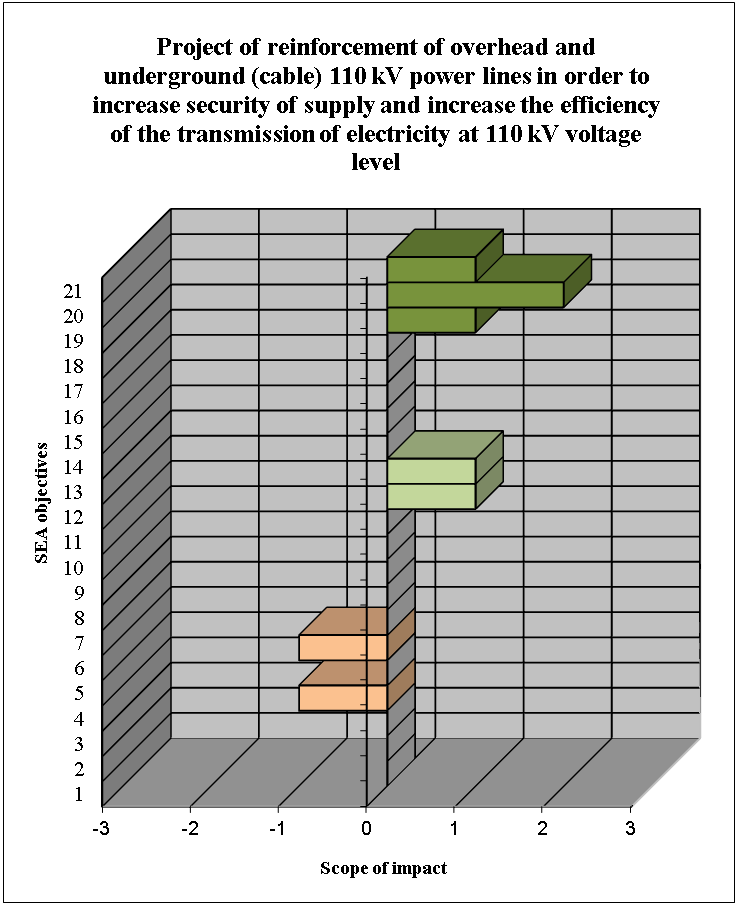 Project of reinforcement of overhead and
underground (cable) 110 kV power lines in order to
increase security of supply and increase the efficiency
of the transmission of electricity at 110 kV voltage
level
21
20
19
18
17
16
15
14
13
12
11
10
9
8
7
6
5
4
3
2
1
SEA objectives
-3 -2 -1 0 1 2 3
Scope of impact